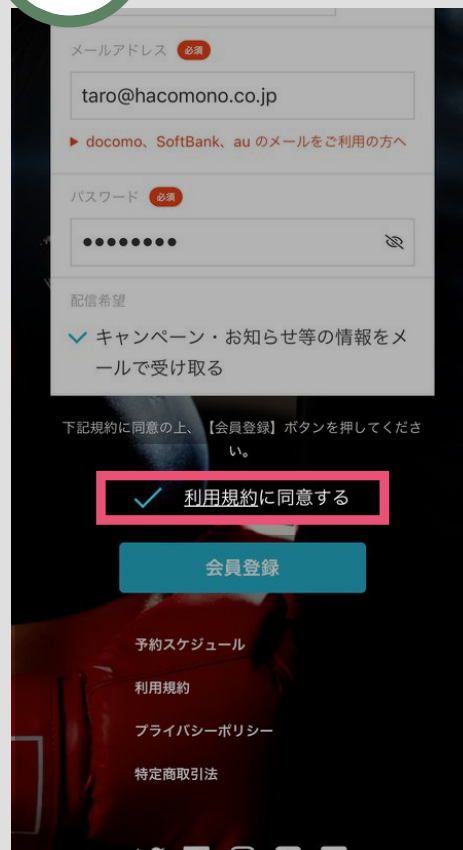 メールアドレス 必須
taro@hacomono.co.jp
▶ docomo、SoftBank、au のメールをご利用の方へ
パスワード 必須
●●●●●●●●
配信希望
キャンペーン・お知らせ等の情報をメ
ールで受け取る
下記規約に同意の上、【会員登録】ボタンを押してくださ
い。
利用規約に同意する
会員登録
予約スケジュール
利用規約
プライバシーポリシー
特定商取引法